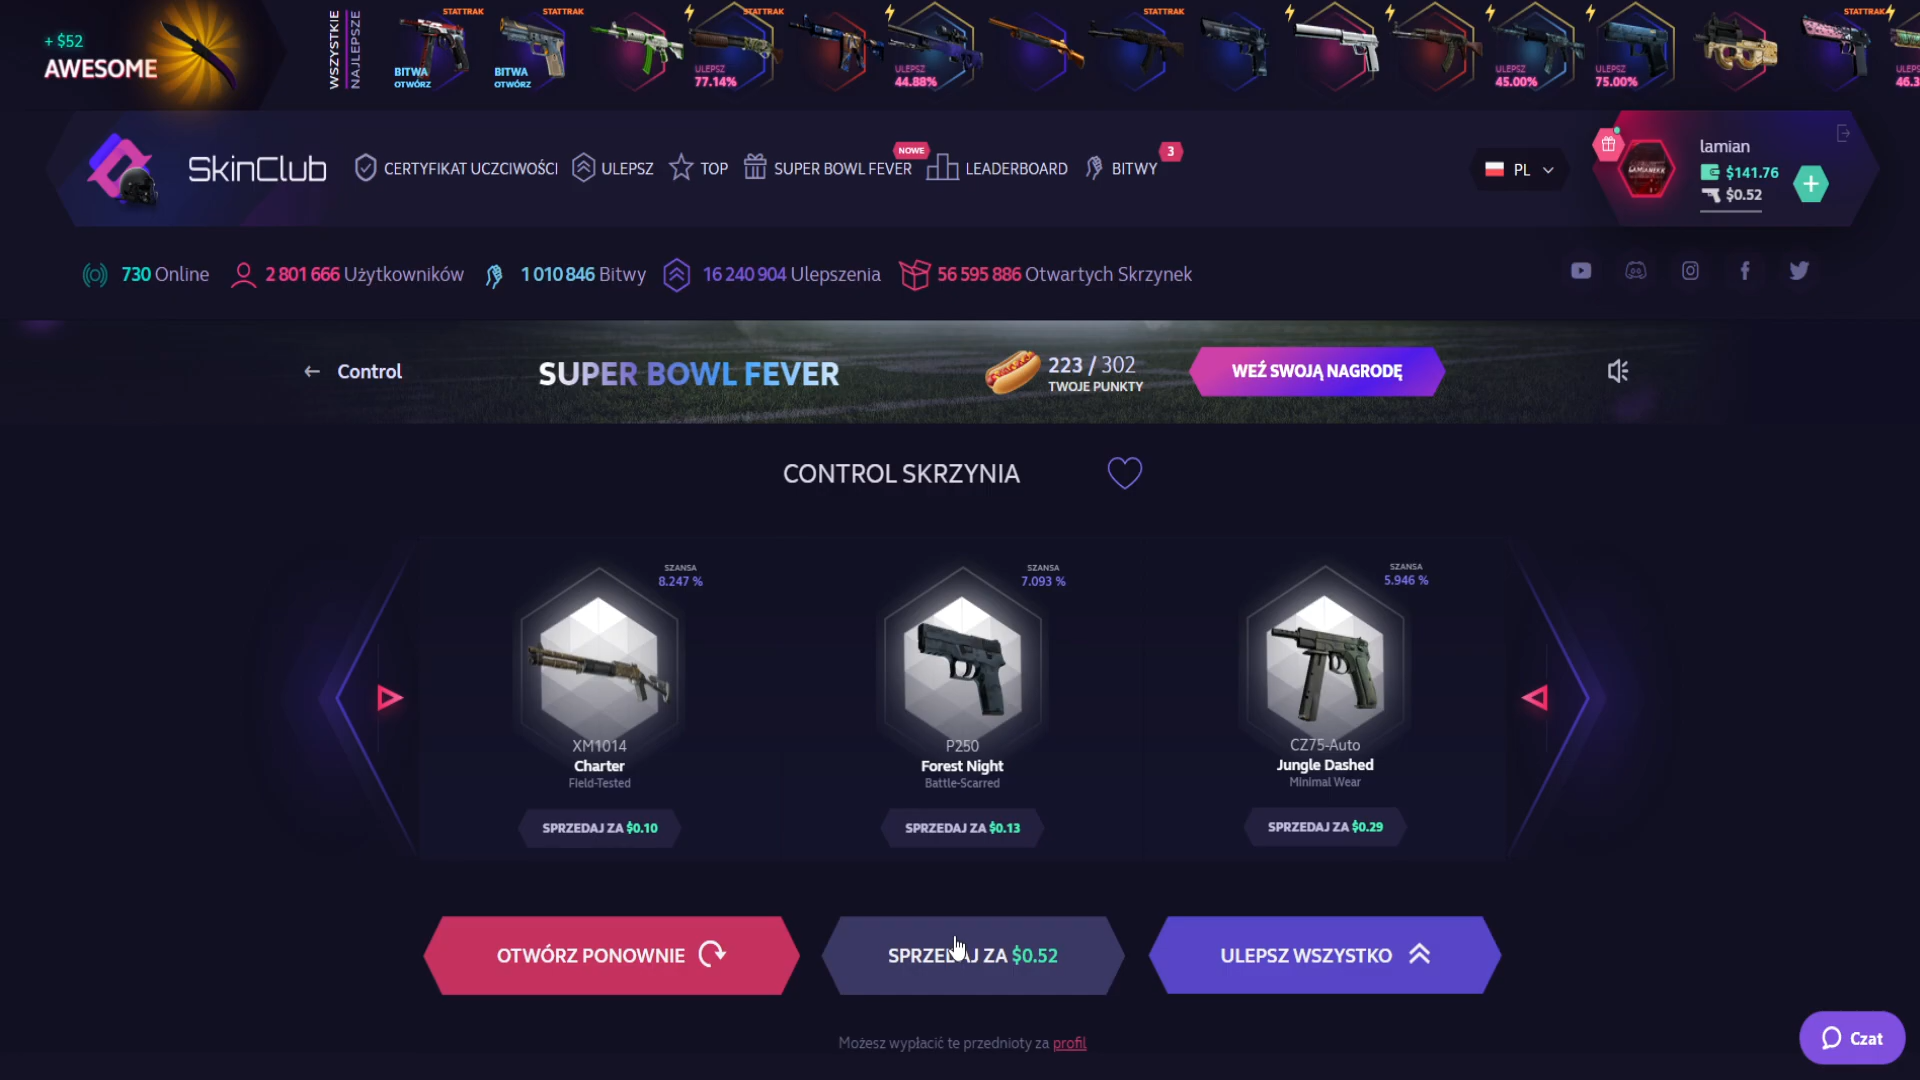 + $52
AWESOME
WSZYSTKIE
NAJLEPSZE
STATTRAK
BITWA
OTWÓRZ
STATTRAK
BITWA
OTWÓRZ
STATTRAK
ULEPSZ
77.14%
ULEPSZ
44.88%
STATTRAK
ULEPSZ
45.00%
ULEPSZ
75.00%
STATTRAK
SkinClub
CERTYFIKAT UCZCIWOŚCI
ULEPSZ
TOP
SUPER BOWL FEVER
NOWE
LEADERBOARD
BITWY
3
PL
LAMIANEKK
lamian
$141.76
$0.52
+
730 Online
2 801 666 Użytkowników
1 010 846 Bitwy
16 240 904 Ulepszenia
56 595 886 Otwartych Skrzynek
← Control
SUPER BOWL FEVER
223 / 302
TWOJE PUNKTY
WEŹ SWOJĄ NAGRODĘ
CONTROL SKRZYNIA
SZANSA
8.247 %
XM1014
Charter
Field-Tested
SPRZEDAJ ZA $0.10
SZANSA
7.093 %
P250
Forest Night
Battle-Scarred
SPRZEDAJ ZA $0.13
SZANSA
5.946 %
CZ75-Auto
Jungle Dashed
Minimal Wear
SPRZEDAJ ZA $0.29
OTWÓRZ PONOWNIE
SPRZEDAJ ZA $0.52
ULEPSZ WSZYSTKO
Możesz wypłacić te przednioty za profil
Czat